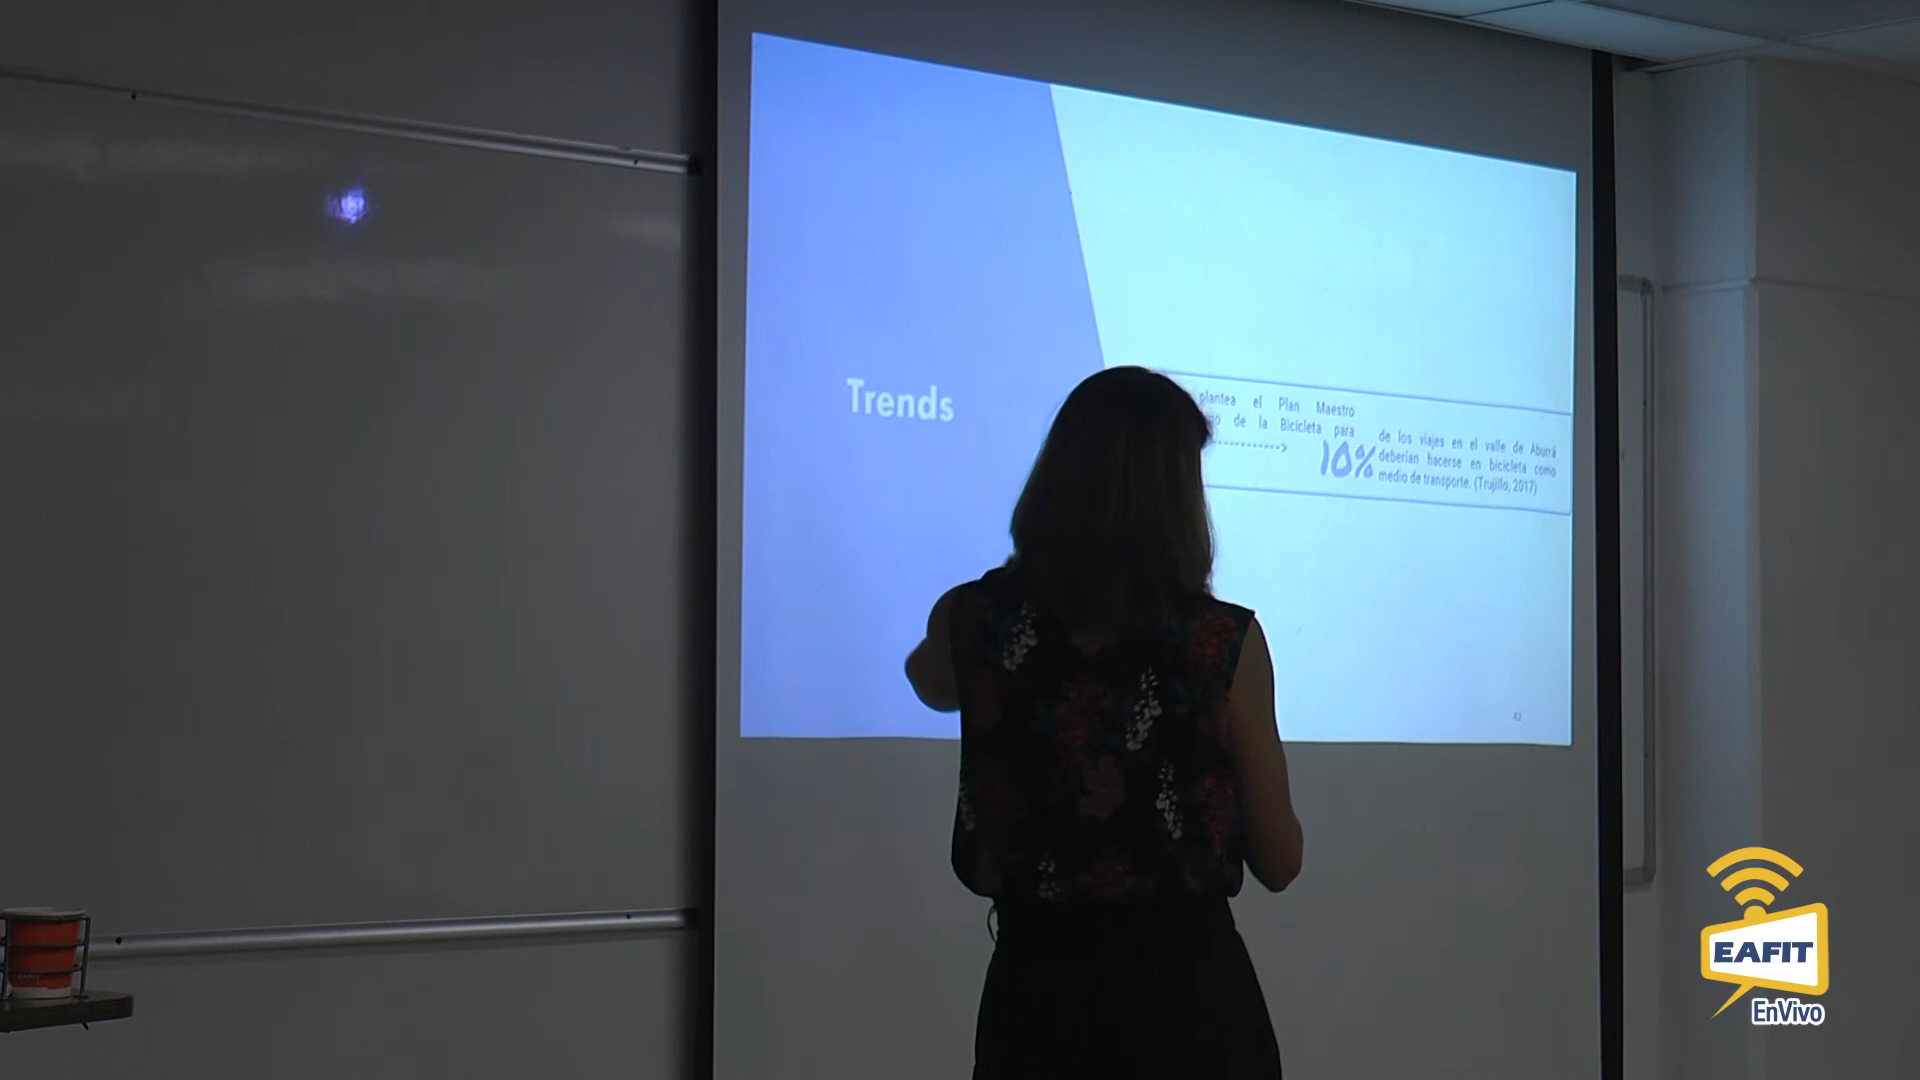 Trends
plantea el Plan Maestro
de la Bicicleta para
10%
de los viajes en el valle de Aburrá
deberían hacerse en bicicleta como
medio de transporte. (Trujillo, 2017)
42
EAFIT
EnVivo